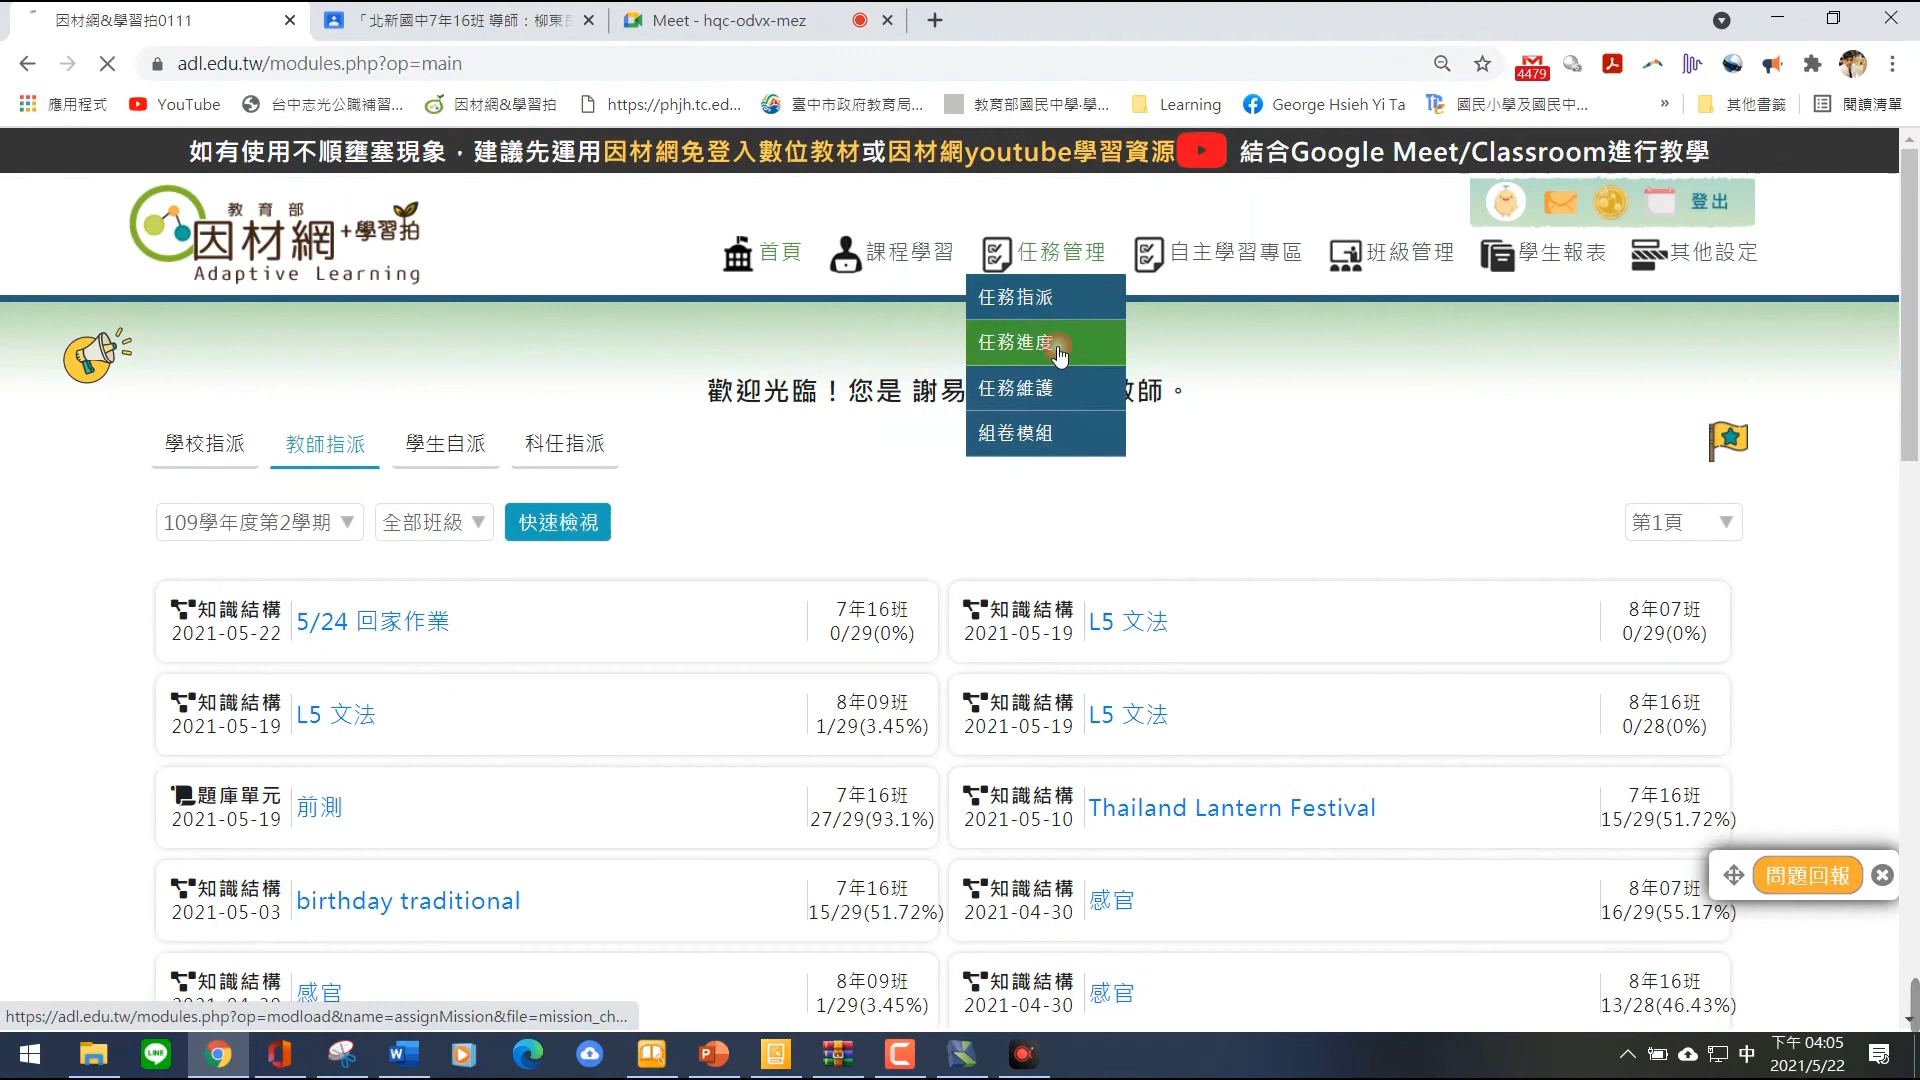 因材網&學習拍0111
「北新國中7年16班 導師：柳東
Meet - hqc-odvx-mez
adl.edu.tw/modules.php?op=main
4479
應用程式
YouTube
台中志光公職補習...
因材網&學習拍
https://phjh.tc.ed...
臺中市政府教育局...
教育部國民中學‧學...
Learning
George Hsieh Yi Ta
國民小學及國民中...
»
其他書籤
閱讀清單
如有使用不順壅塞現象，建議先運用因材網免登入數位教材或因材網youtube學習資源 結合Google Meet/Classroom進行教學
教育部
因材網+學習拍
Adaptive Learning
登出
首頁
課程學習
任務管理
自主學習專區
班級管理
學生報表
其他設定
任務指派
任務進度
任務維護
組卷模組
歡迎光臨！您是 謝易 教師。
學校指派
教師指派
學生自派
科任指派
109學年度第2學期
全部班級
快速檢視
第1頁
知識結構
2021-05-22
5/24 回家作業
7年16班
0/29(0%)
知識結構
2021-05-19
L5 文法
8年07班
0/29(0%)
知識結構
2021-05-19
L5 文法
8年09班
1/29(3.45%)
知識結構
2021-05-19
L5 文法
8年16班
0/28(0%)
題庫單元
2021-05-19
前測
7年16班
27/29(93.1%)
知識結構
2021-05-10
Thailand Lantern Festival
7年16班
15/29(51.72%)
知識結構
2021-05-03
birthday traditional
7年16班
15/29(51.72%)
知識結構
2021-04-30
感官
8年07班
16/29(55.17%)
問題回報
知識結構
2021-04-30
感官
8年09班
1/29(3.45%)
知識結構
2021-04-30
感官
8年16班
13/28(46.43%)
https://adl.edu.tw/modules.php?op=modload&name=assignMission&file=mission_ch...
中
下午 04:05
2021/5/22